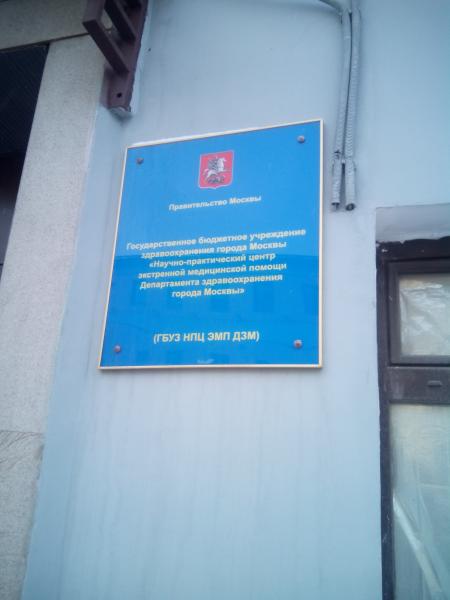 Правительство Москвы
Государственное бюджетное учреждение
здравоохранения города Москвы
«Научно-практический центр
экстренной медицинской помощи
Департамента здравоохранения
города Москвы»
(ГБУЗ НПЦ ЭМП ДЗМ)